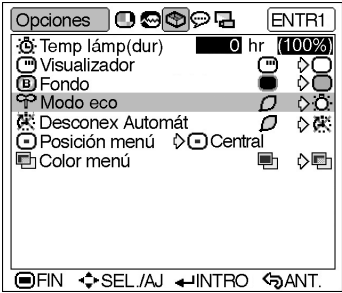 Opciones ENTR1
Temp lámp(dur) 0 hr (100%)
Visualizador
B Fondo
Modo eco
Desconex Automát
Posición menú Central
Color menú
FIN SEL./AJ INTRO ANT.